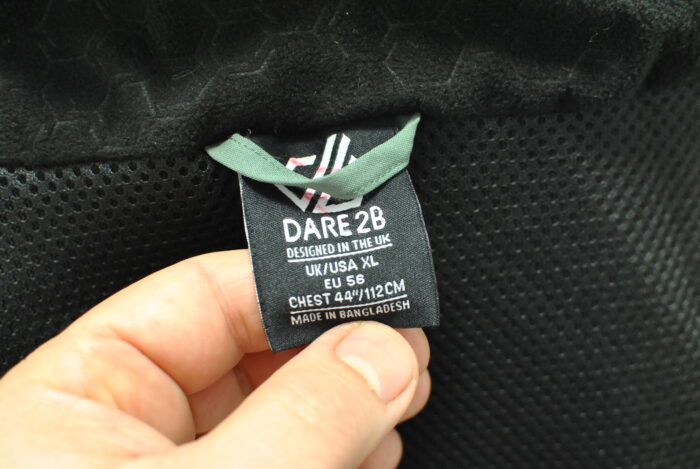 DARE 2B
DESIGNED IN THE UK
UK/USA XL
EU 56
CHEST 44"/112CM
MADE IN BANGLADESH